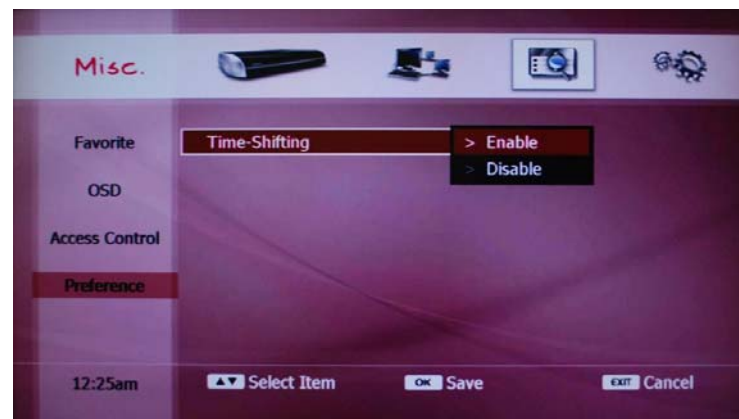 Misc.
Favorite
OSD
Access Control
Preference
Time-Shifting
> Enable
> Disable
12:25am
▲▼ Select Item
OK Save
EXIT Cancel